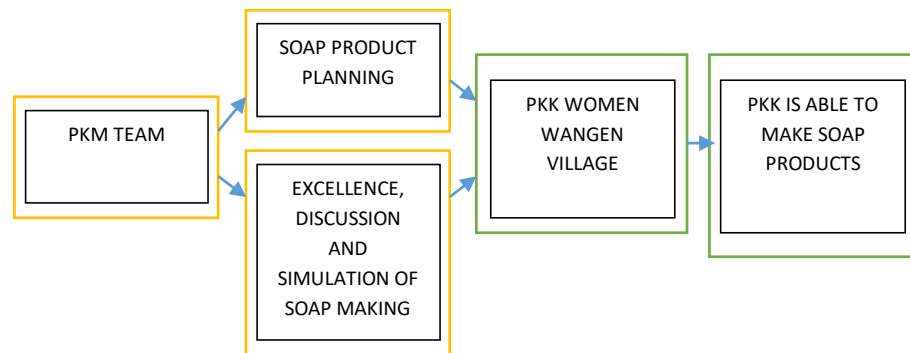 PKM TEAM
SOAP PRODUCT
PLANNING
EXCELLENCE,
DISCUSSION
AND
SIMULATION OF
SOAP MAKING
PKK WOMEN
WANGEN
VILLAGE
PKK IS ABLE TO
MAKE SOAP
PRODUCTS